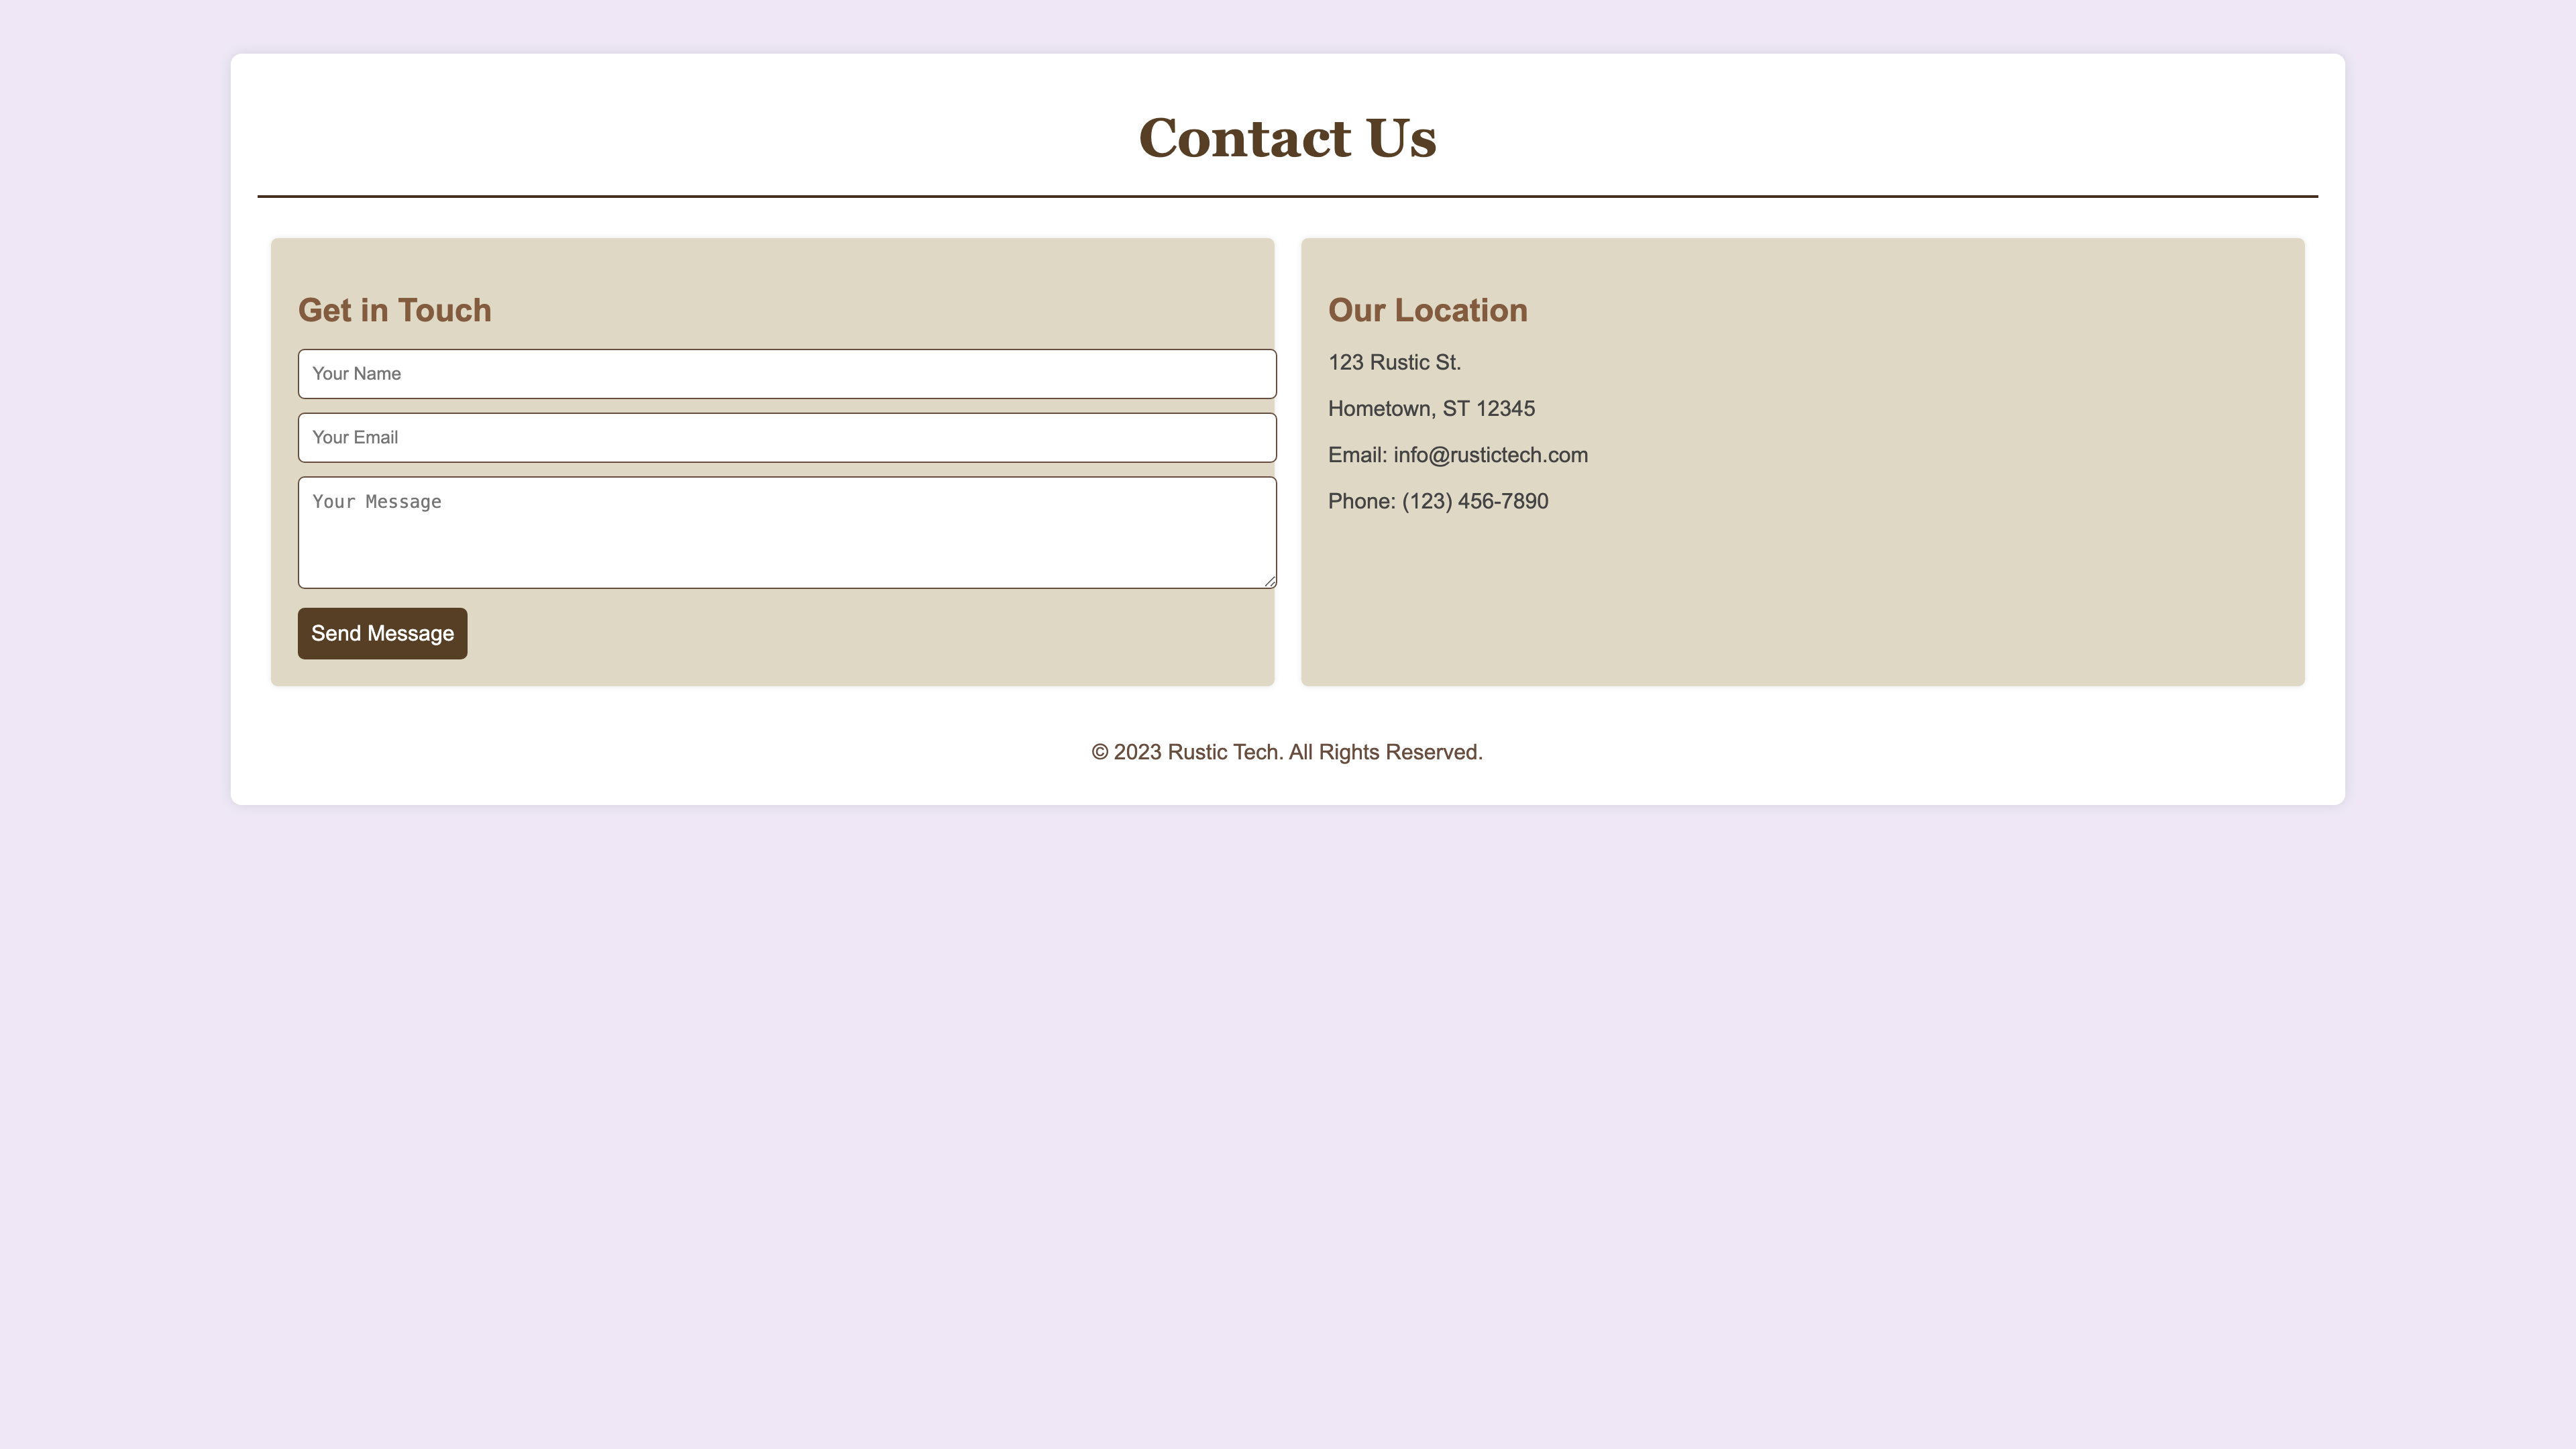 Contact Us
Get in Touch
Your Name
Your Email
Your Message
Send Message
Our Location
123 Rustic St.
Hometown, ST 12345
Email: info@rustictech.com
Phone: (123) 456-7890
© 2023 Rustic Tech. All Rights Reserved.